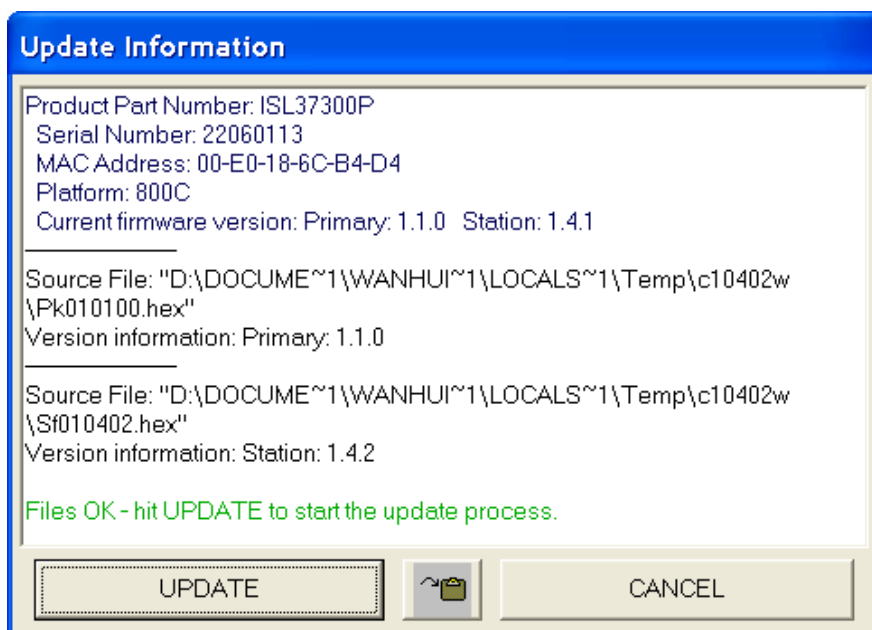 Update Information
Product Part Number: ISL37300P
Serial Number: 22060113
MAC Address: 00-E0-18-6C-B4-D4
Platform: 800C
Current firmware version: Primary: 1.1.0 Station: 1.4.1
Source File: "D:\DOCUME~1\WANHUI~1\LOCALS~1\Temp\c10402w
\Pk010100.hex"
Version information: Primary: 1.1.0
Source File: "D:\DOCUME~1\WANHUI~1\LOCALS~1\Temp\c10402w
\Sf010402.hex"
Version information: Station: 1.4.2
Files OK - hit UPDATE to start the update process.
UPDATE
CANCEL